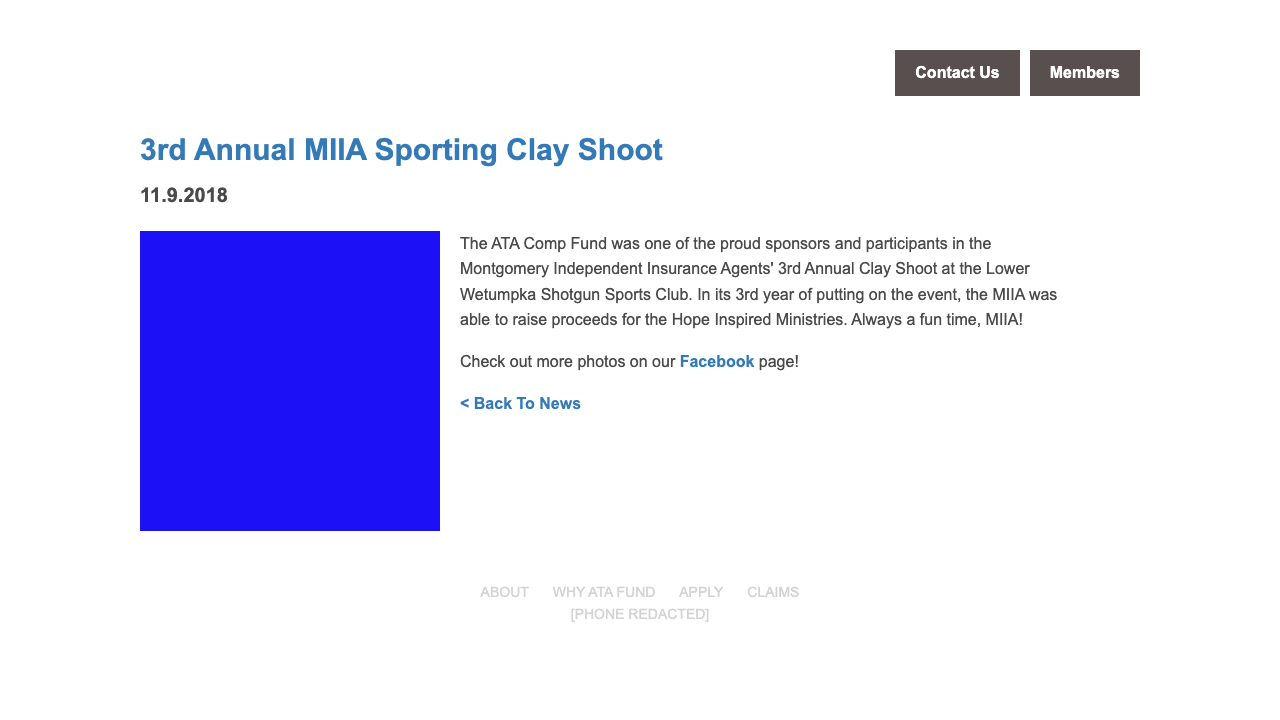 Contact Us
Members
3rd Annual MIIA Sporting Clay Shoot
11.9.2018
The ATA Comp Fund was one of the proud sponsors and participants in the
Montgomery Independent Insurance Agents' 3rd Annual Clay Shoot at the Lower
Wetumpka Shotgun Sports Club. In its 3rd year of putting on the event, the MIIA was
able to raise proceeds for the Hope Inspired Ministries. Always a fun time, MIIA!
Check out more photos on our Facebook page!
< Back To News
ABOUT WHY ATA FUND APPLY CLAIMS
[PHONE REDACTED]